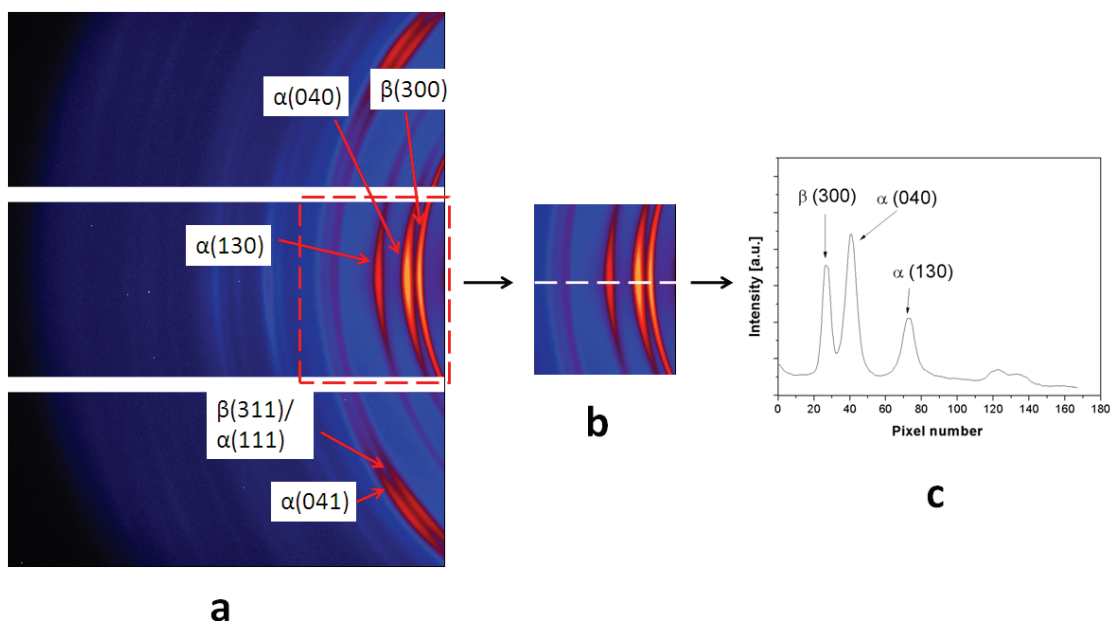 α(040)
β(300)
α(130)
β(311)/
α(111)
α(041)
a
b
β (300)
α (040)
α (130)
Intensity [a.u.]
0 20 40 60 80 100 120 140 160 180
Pixel number
c